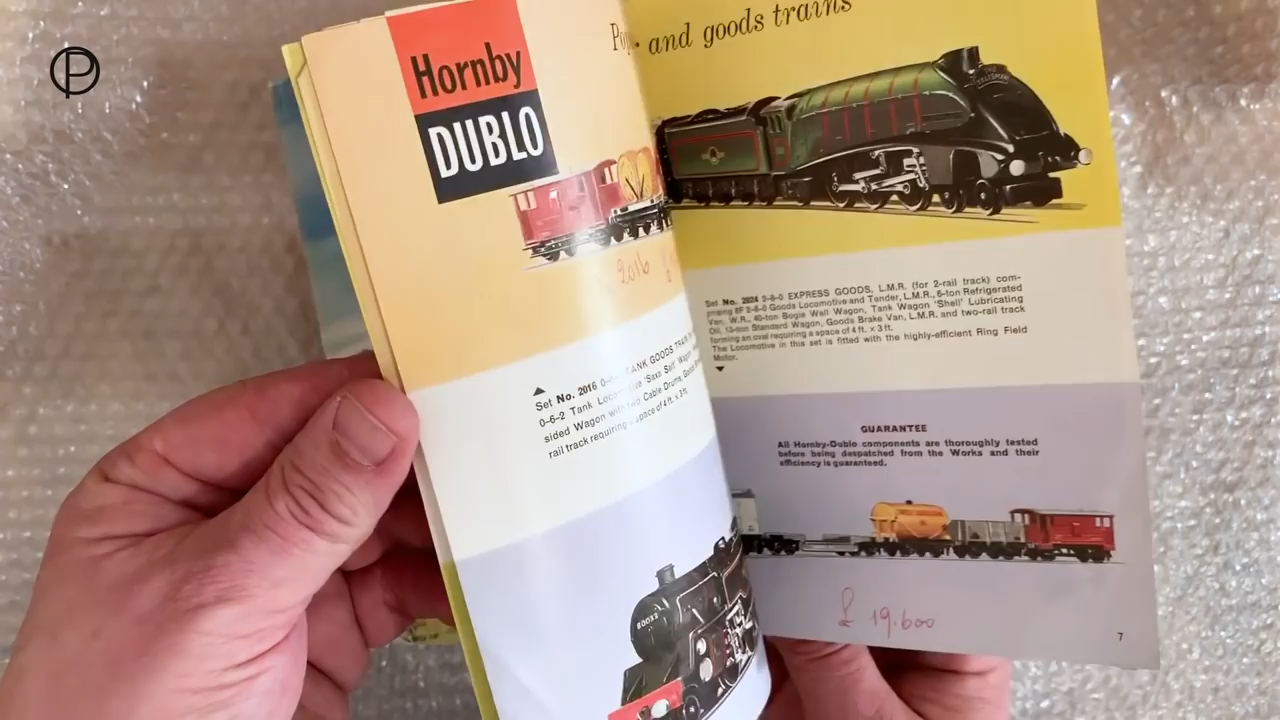 Hornby
DUBLO
and goods trains
TALISMAN
2016 £
Set No. 2016 TANK GOODS TRAIN
0-6-2 Tank 'Saxa Salt' Wagon
sided Wagon with two Cable Drums, Goods
rail track requiring space of 4 ft. x 3 ft.
Set No. 2024 2-8-0 EXPRESS GOODS, L.M.R. (for 2-rail track) com-
prising 8F 2-8-0 Goods Locomotive and Tender, L.M.R., 6-ton Refrigerated
Van, W.R., 40-ton Bogie Well Wagon, Tank Wagon 'Shell' Lubricating
Oil, 13-ton Standard Wagon, Goods Brake Van, L.M.R. and two-rail track
forming an oval requiring a space of 4 ft. x 3 ft.
The Locomotive in this set is fitted with the highly-efficient Ring Field
Motor.
GUARANTEE
All Hornby-Dublo components are thoroughly tested
before being despatched from the Works and their
efficiency is guaranteed.
£ 19.600
7